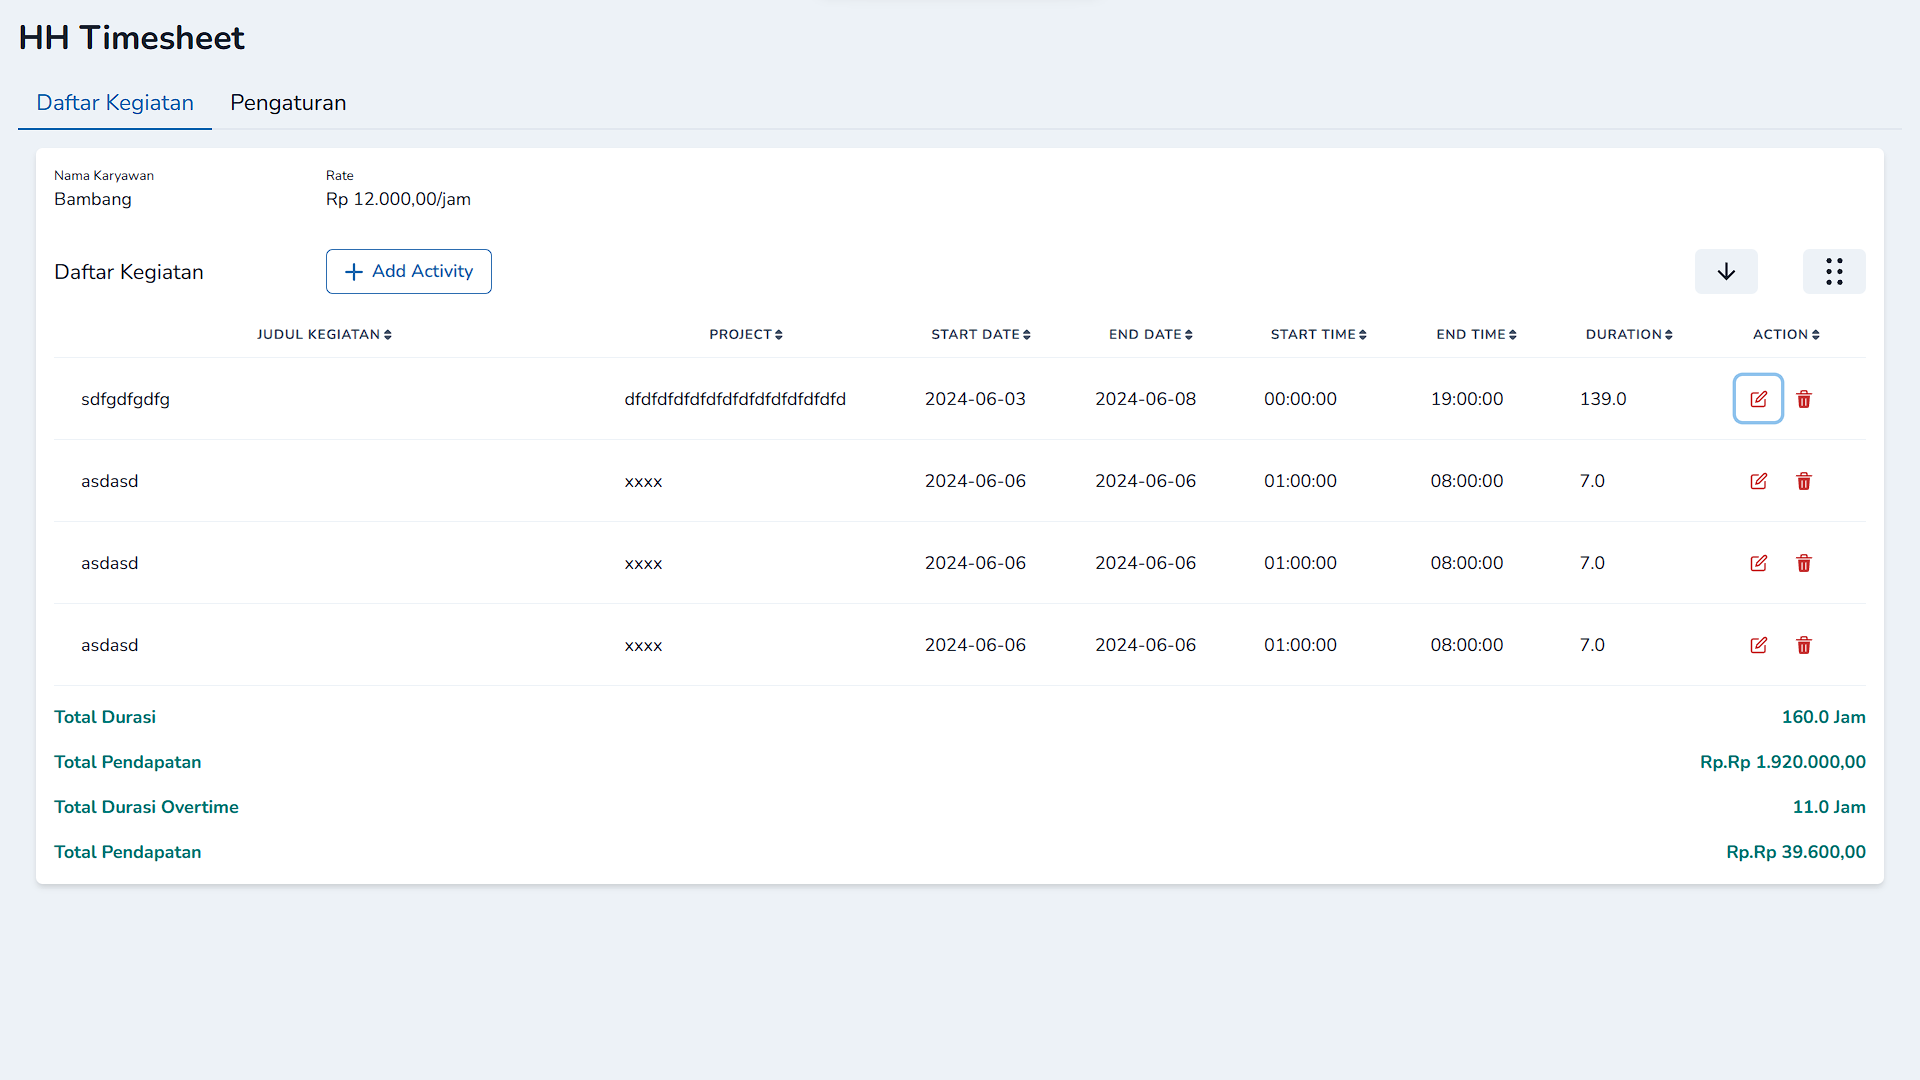 HH Timesheet
Daftar Kegiatan Pengaturan
Nama Karyawan Rate
Bambang Rp 12.000,00/jam
Daftar Kegiatan Add Activity
JUDUL KEGIATAN PROJECT START DATE END DATE START TIME END TIME DURATION ACTION
sdfgdfgdfg dfdfdfdfdfdfdfdfdfdfdfdfdfd 2024-06-03 2024-06-08 00:00:00 19:00:00 139.0
asdasd xxxx 2024-06-06 2024-06-06 01:00:00 08:00:00 7.0
asdasd xxxx 2024-06-06 2024-06-06 01:00:00 08:00:00 7.0
asdasd xxxx 2024-06-06 2024-06-06 01:00:00 08:00:00 7.0
Total Durasi 160.0 Jam
Total Pendapatan Rp.Rp 1.920.000,00
Total Durasi Overtime 11.0 Jam
Total Pendapatan Rp.Rp 39.600,00